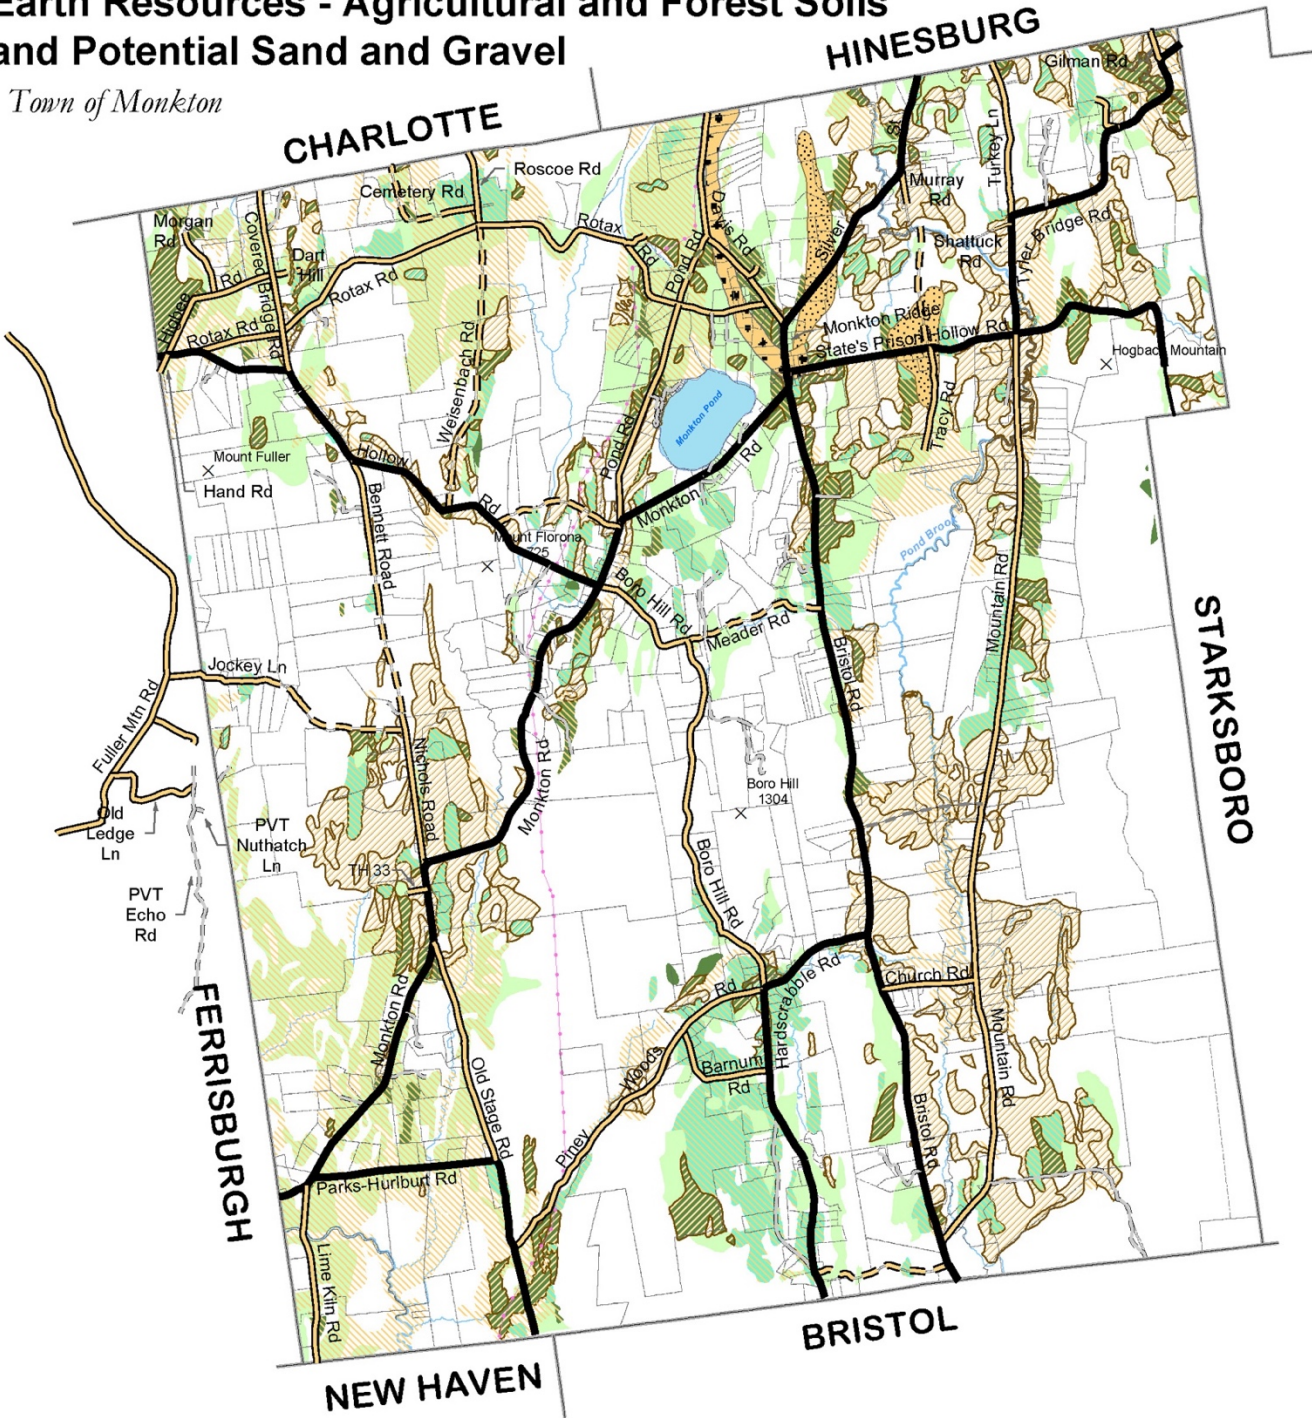 Earth Resources - Agricultural and Forest Soils
and Potential Sand and Gravel
Town of Monkton
HINESBURG
CHARLOTTE
Gilman Rd
Roscoe Rd
Cemetery Rd
Turkey Ln
St
Murray
Rd
Morgan
Rd
Covered Bridge Rd
Dart
Hill
Rd
Rotax
Rd
Davis Rd
Silver
Shattuck
Rd
Tyler Bridge Rd
Pond Rd
Rotax Rd
Higbee
Rotax Rd
Monkton Ridge
State's Prison Hollow Rd
Hogback Mountain
Weisenbach Rd
Monkton Pond
Tracy Rd
Mount Fuller
Hand Rd
Hollow
Rd
Pond Rd
Rd
Monkton
Bennett Road
Mount Florona
725
Pond Brook
Boro Hill Rd
Meader Rd
Mountain Rd
STARKSBORO
Jockey Ln
Bristol Rd
Fuller Mtn Rd
Nichols Road
Monkton Rd
Boro Hill
1304
Old
Ledge
Ln
PVT
Nuthatch
Ln
TH 33
PVT
Echo
Rd
Boro Hill Rd
Church Rd
Rd
Hardscrabble Rd
FERRISBURGH
Monkton Rd
Old Stage Rd
Woods
Barnum
Rd
Mountain Rd
Bristol Rd
Piney
Parks-Hurlburt Rd
Lime Kiln Rd
BRISTOL
NEW HAVEN